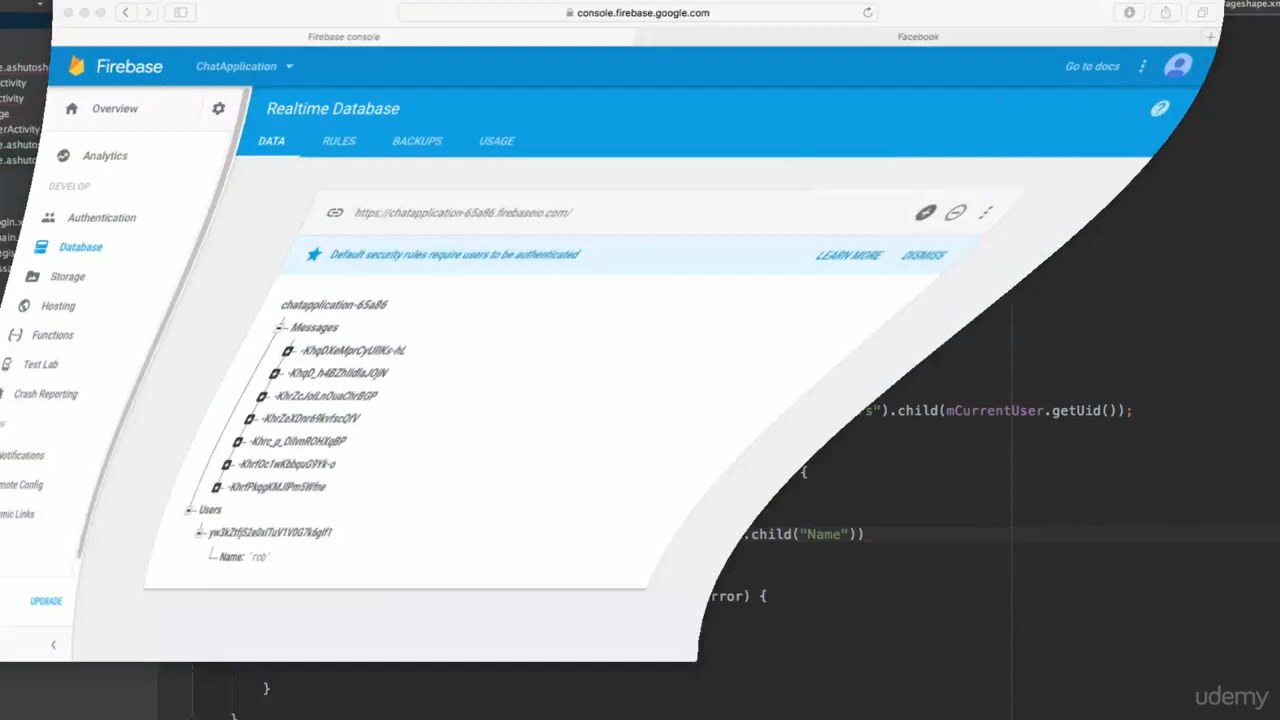 console.firebase.google.com
Firebase console
Facebook
Firebase
ChatApplication
Go to docs
Overview
Realtime Database
DATA
RULES
BACKUPS
USAGE
Analytics
DEVELOP
Authentication
Database
Storage
Hosting
Functions
Test Lab
Crash Reporting
Notifications
UPGRADE
https://chatapplication-65a86.firebaseio.com/
Default security rules require users to be authenticated
LEARN MORE
DISMISS
chatapplication-65a86
Messages
Users
Name: "rob"
s").child(mCurrentUser.getUid());
{
.child("Name"))
rror) {
}
udemy